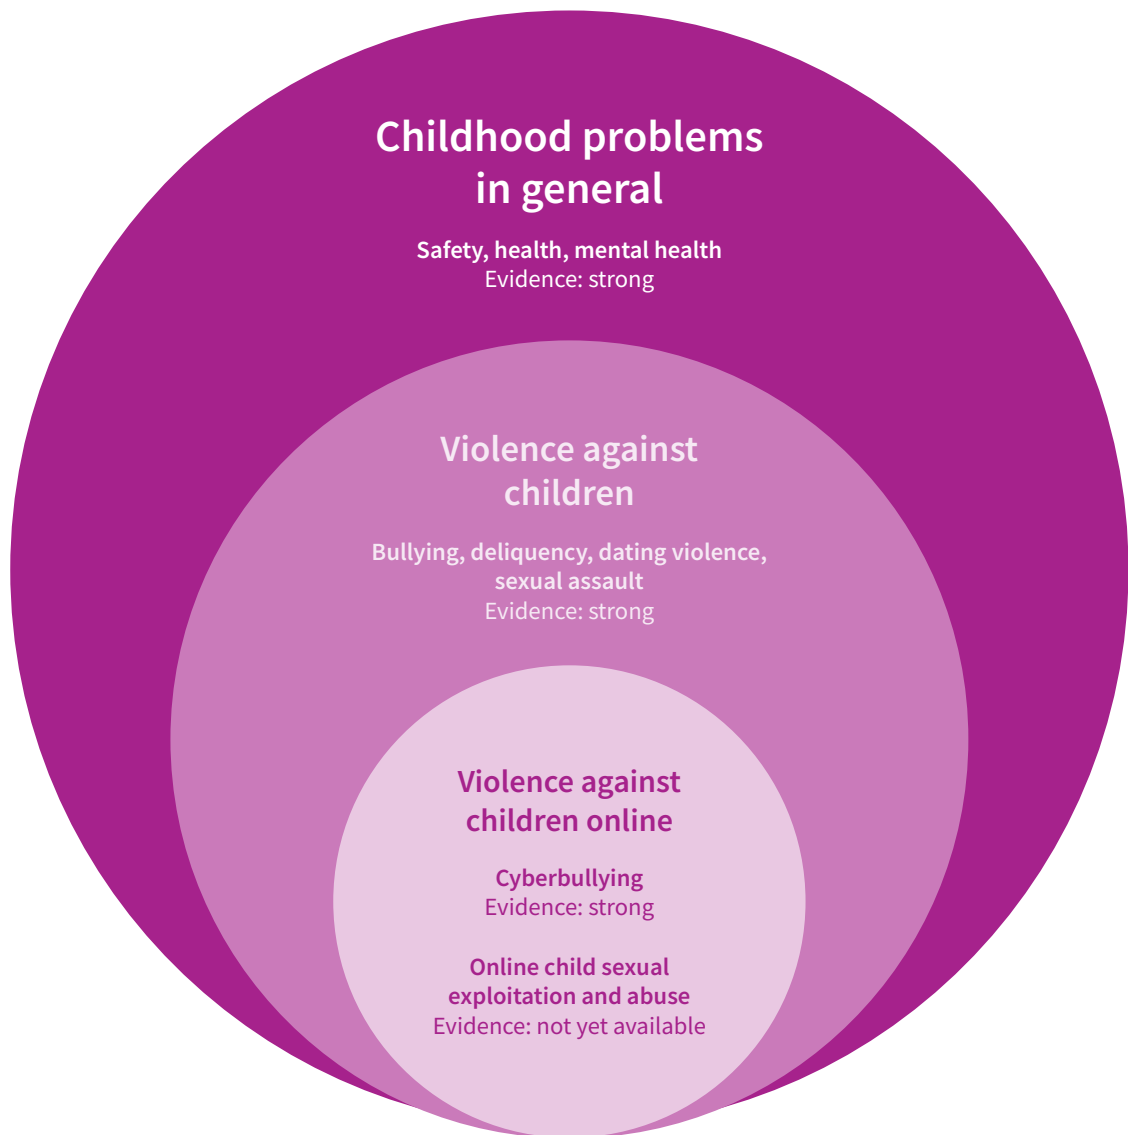 Childhood problems
in general
Safety, health, mental health
Evidence: strong
Violence against
children
Bullying, deliquency, dating violence,
sexual assault
Evidence: strong
Violence against
children online
Cyberbullying
Evidence: strong
Online child sexual
exploitation and abuse
Evidence: not yet available